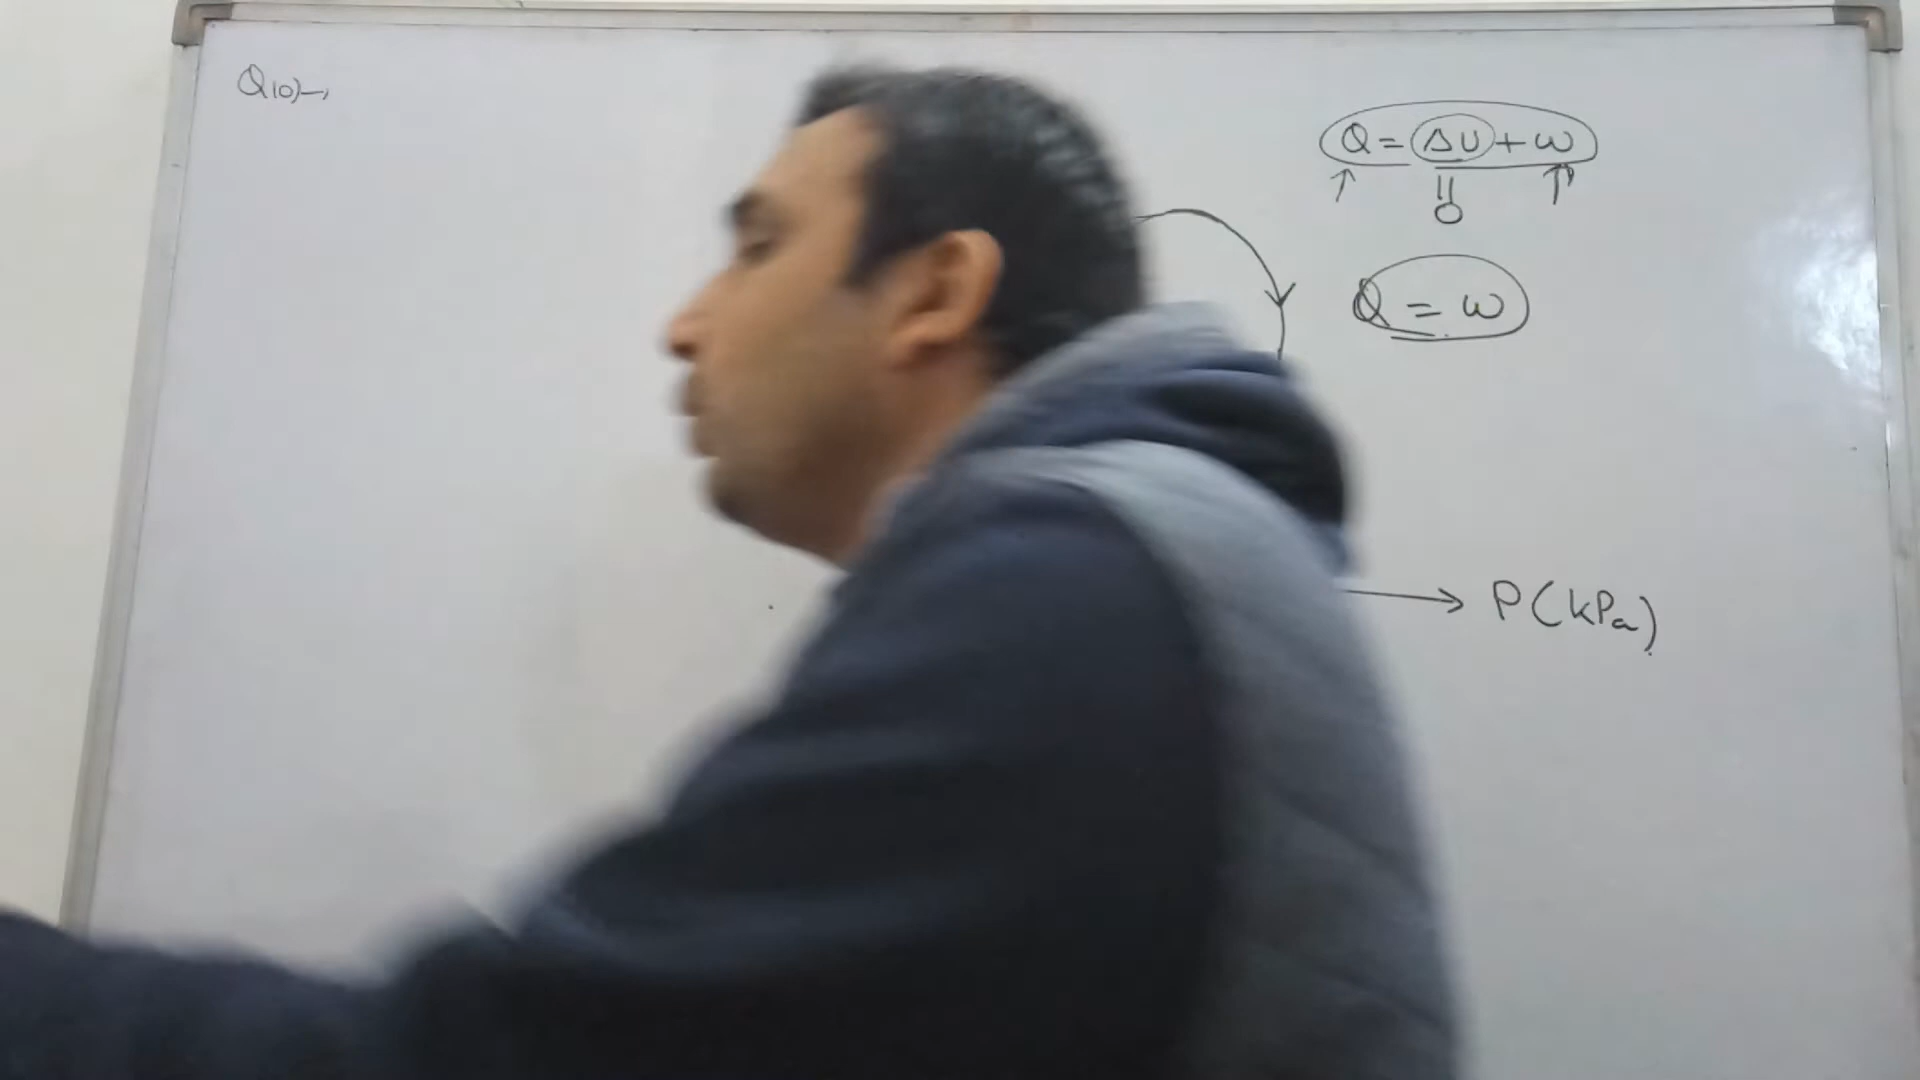 Q10)→
Q = ΔU + W
↑ || ↑
0
Q = W
→ P(kPa)